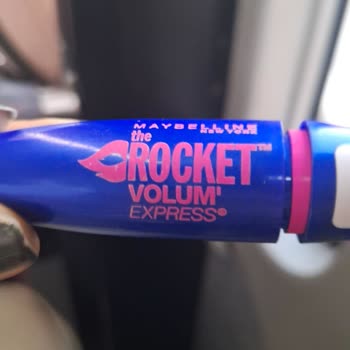 MAYBELLINE
NEW YORK
the
ROCKET™
VOLUM'
EXPRESS®